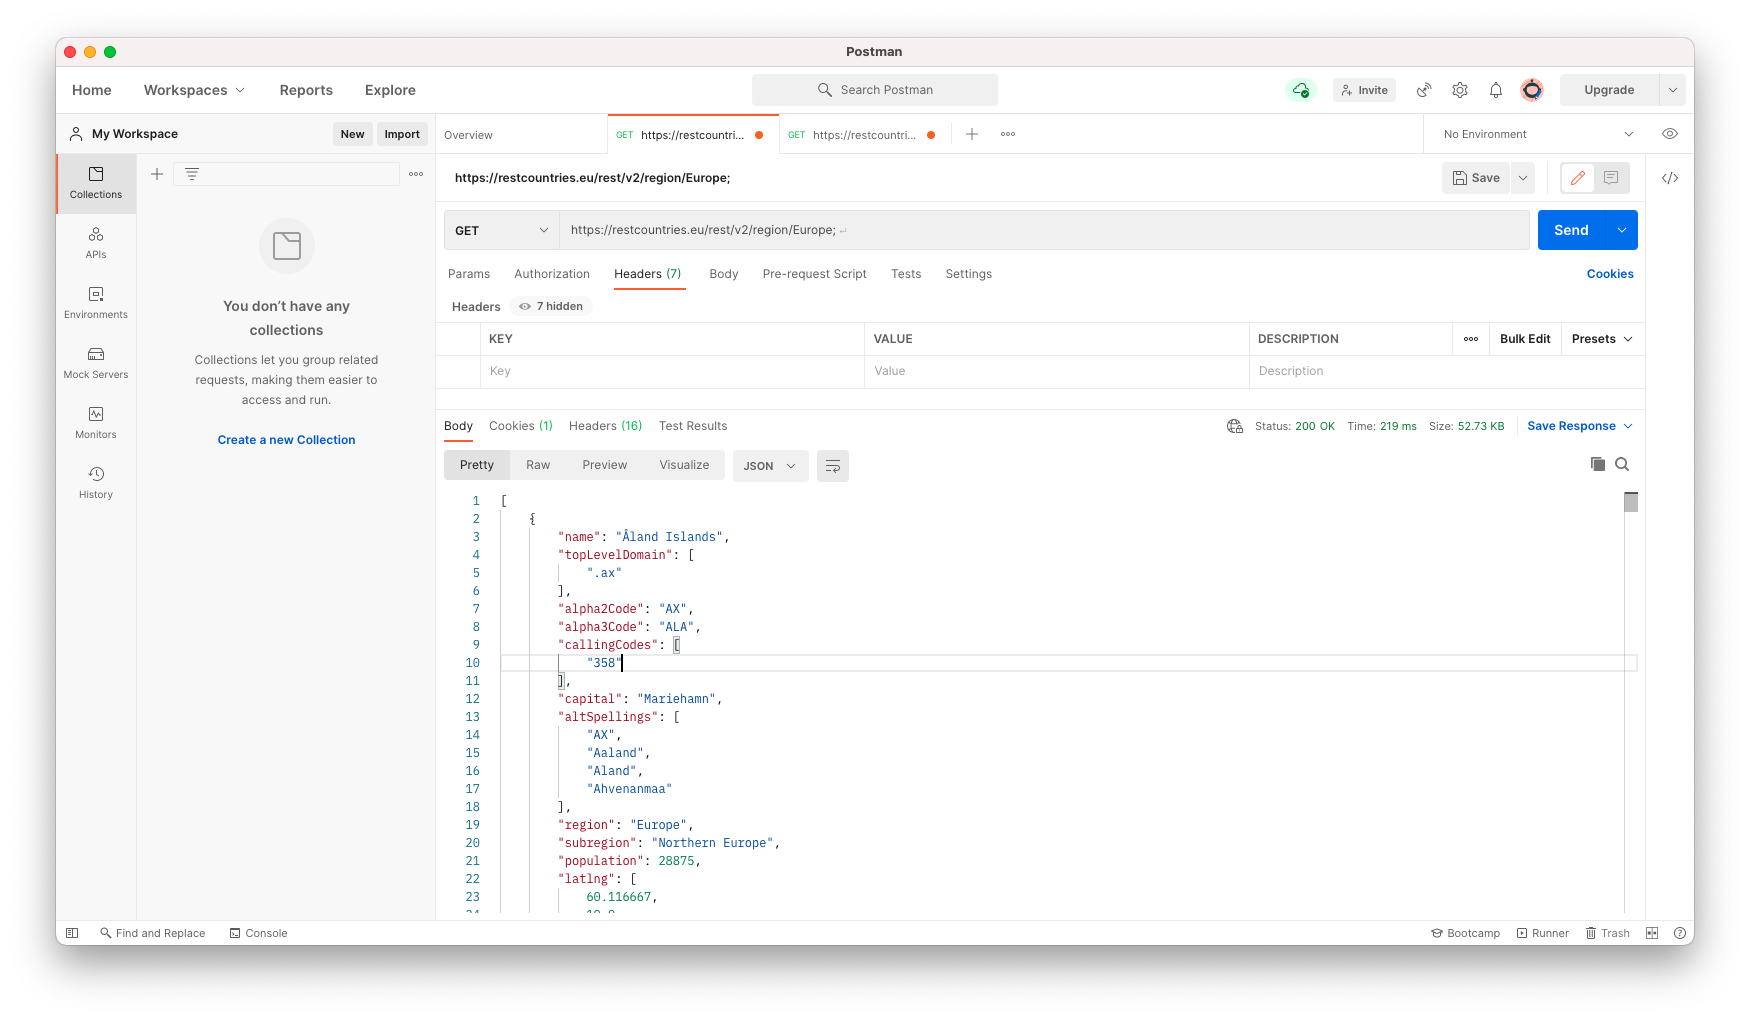 Postman
Home Workspaces Reports Explore Search Postman Invite Upgrade
My Workspace New Import Overview GET https://restcountri... GET https://restcountri... No Environment
Collections
APIs
Environments
Mock Servers
Monitors
History
You don’t have any
collections
Collections let you group related
requests, making them easier to
access and run.
Create a new Collection
https://restcountries.eu/rest/v2/region/Europe; Save
GET https://restcountries.eu/rest/v2/region/Europe; Send
Params Authorization Headers (7) Body Pre-request Script Tests Settings Cookies
Headers 7 hidden
KEY VALUE DESCRIPTION Bulk Edit Presets
Key Value Description
Body Cookies (1) Headers (16) Test Results Status: 200 OK Time: 219 ms Size: 52.73 KB Save Response
Pretty Raw Preview Visualize JSON
1 [
2 {
3 "name": "Åland Islands",
4 "topLevelDomain": [
5 ".ax"
6 ],
7 "alpha2Code": "AX",
8 "alpha3Code": "ALA",
9 "callingCodes": [
10 "358"
11 ],
12 "capital": "Mariehamn",
13 "altSpellings": [
14 "AX",
15 "Aaland",
16 "Aland",
17 "Ahvenanmaa"
18 ],
19 "region": "Europe",
20 "subregion": "Northern Europe",
21 "population": 28875,
22 "latlng": [
23 60.116667,
Find and Replace Console Bootcamp Runner Trash